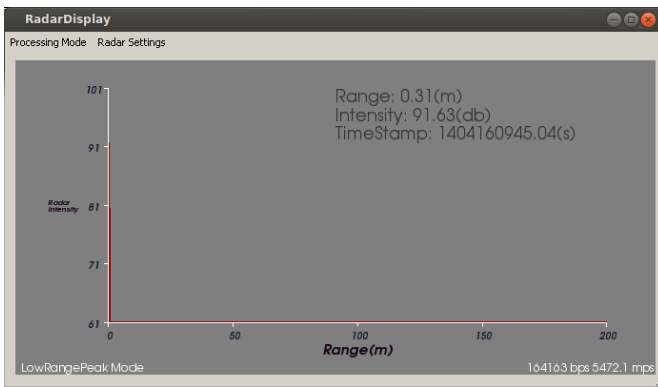 RadarDisplay
Processing Mode Radar Settings
Range: 0.31(m)
Intensity: 91.63(db)
TimeStamp: 1404160945.04(s)
101
91
Radar
Intensity
81
71
61
0 50 100 150 200
Range(m)
LowRangePeak Mode 164163 bps 5472.1 mps